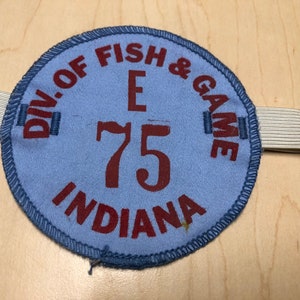 DIV. OF FISH & GAME
E
75
INDIANA